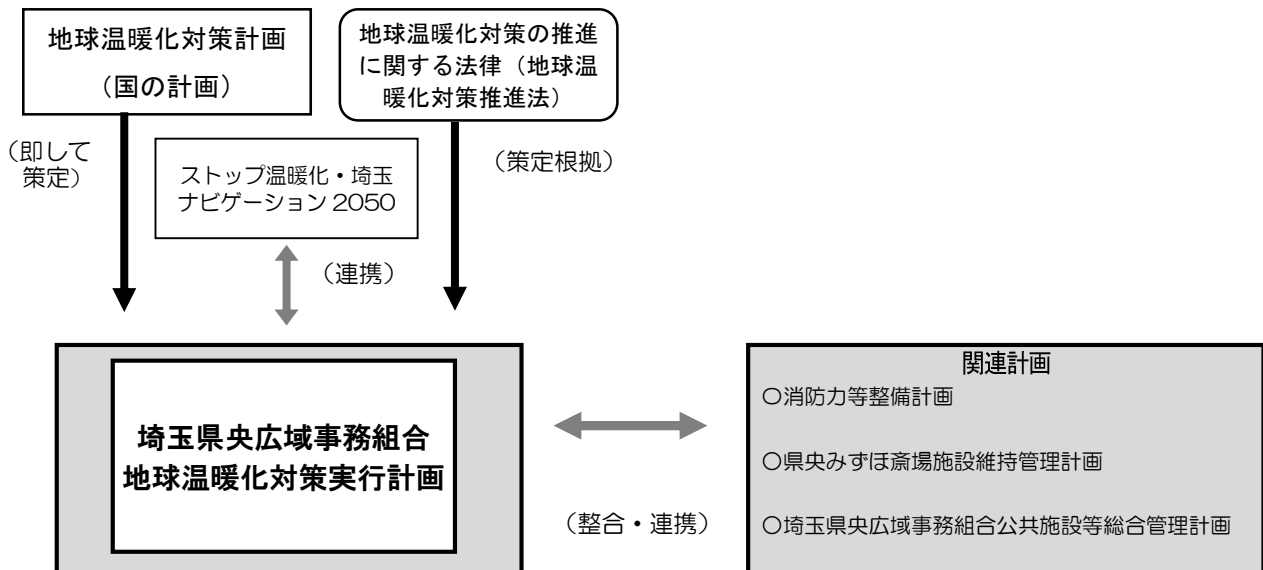 地球温暖化対策計画
（国の計画）
地球温暖化対策の推進
に関する法律（地球温
暖化対策推進法）
（即して
策定）
ストップ温暖化・埼玉
ナビゲーション 2050
（策定根拠）
（連携）
埼玉県央広域事務組合
地球温暖化対策実行計画
（整合・連携）
関連計画
〇消防力等整備計画
〇県央みずほ斎場施設維持管理計画
〇埼玉県央広域事務組合公共施設等総合管理計画